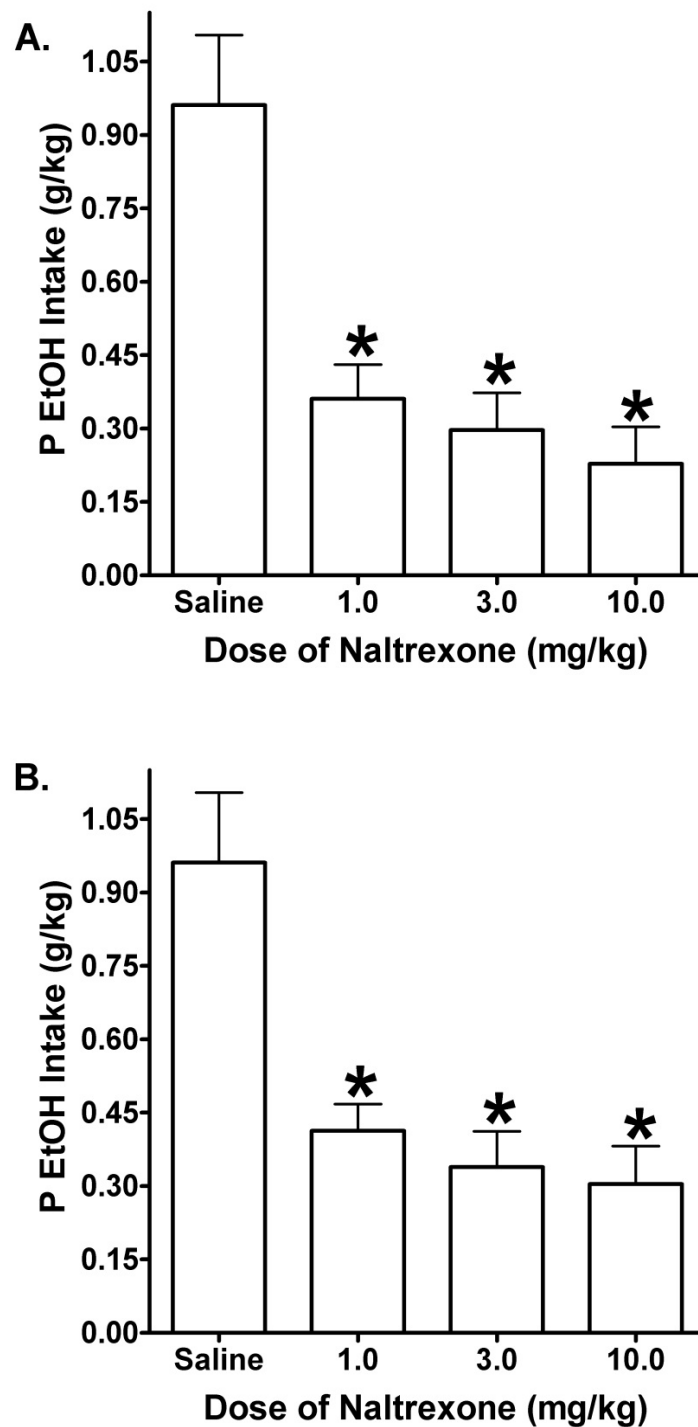 A.
P EtOH Intake (g/kg)
1.05
0.90
0.75
0.60
0.45
0.30
0.15
0.00
* * *
Saline 1.0 3.0 10.0
Dose of Naltrexone (mg/kg)
B.
P EtOH Intake (g/kg)
1.05
0.90
0.75
0.60
0.45
0.30
0.15
0.00
* * *
Saline 1.0 3.0 10.0
Dose of Naltrexone (mg/kg)